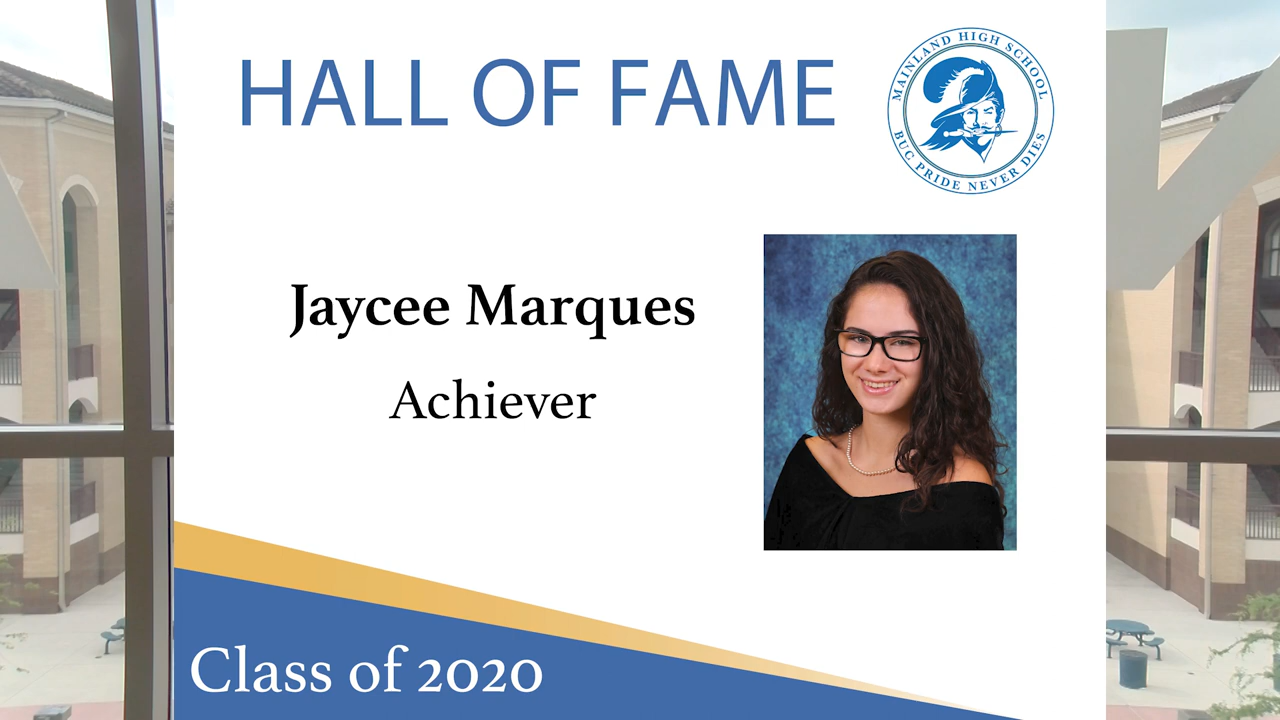 HALL OF FAME
MAINLAND HIGH SCHOOL
BUC PRIDE NEVER DIES
Jaycee Marques
Achiever
Class of 2020